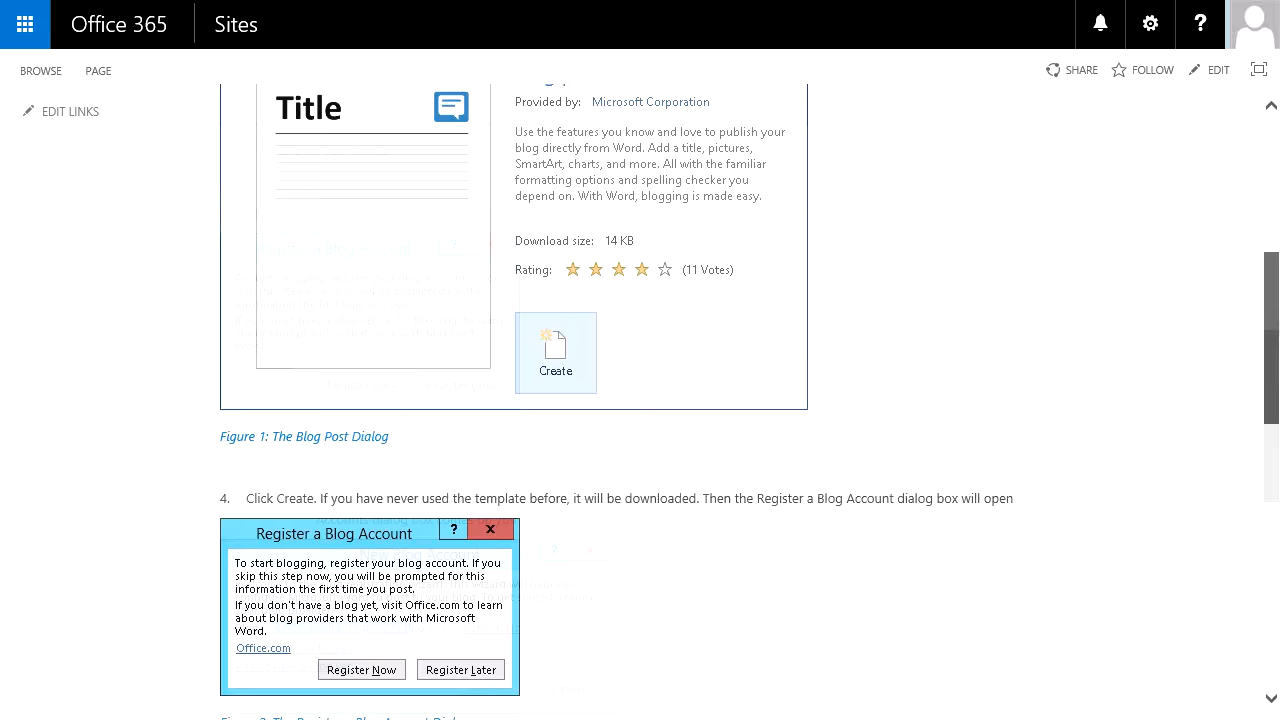 Office 365 Sites ?
BROWSE PAGE SHARE FOLLOW EDIT
EDIT LINKS
Title
Provided by: Microsoft Corporation
Use the features you know and love to publish your
blog directly from Word. Add a title, pictures,
SmartArt, charts, and more. All with the familiar
formatting options and spelling checker you
depend on. With Word, blogging is made easy.
Download size: 14 KB
Rating: (11 Votes)
Create
Figure 1: The Blog Post Dialog
4. Click Create. If you have never used the template before, it will be downloaded. Then the Register a Blog Account dialog box will open
Register a Blog Account ? x
New Blog Account
To start blogging, register your blog account. If you
skip this step now, you will be prompted for this
information the first time you post.
If you don't have a blog yet, visit Office.com to learn
about blog providers that work with Microsoft
Word.
Office.com
Register Now Register Later